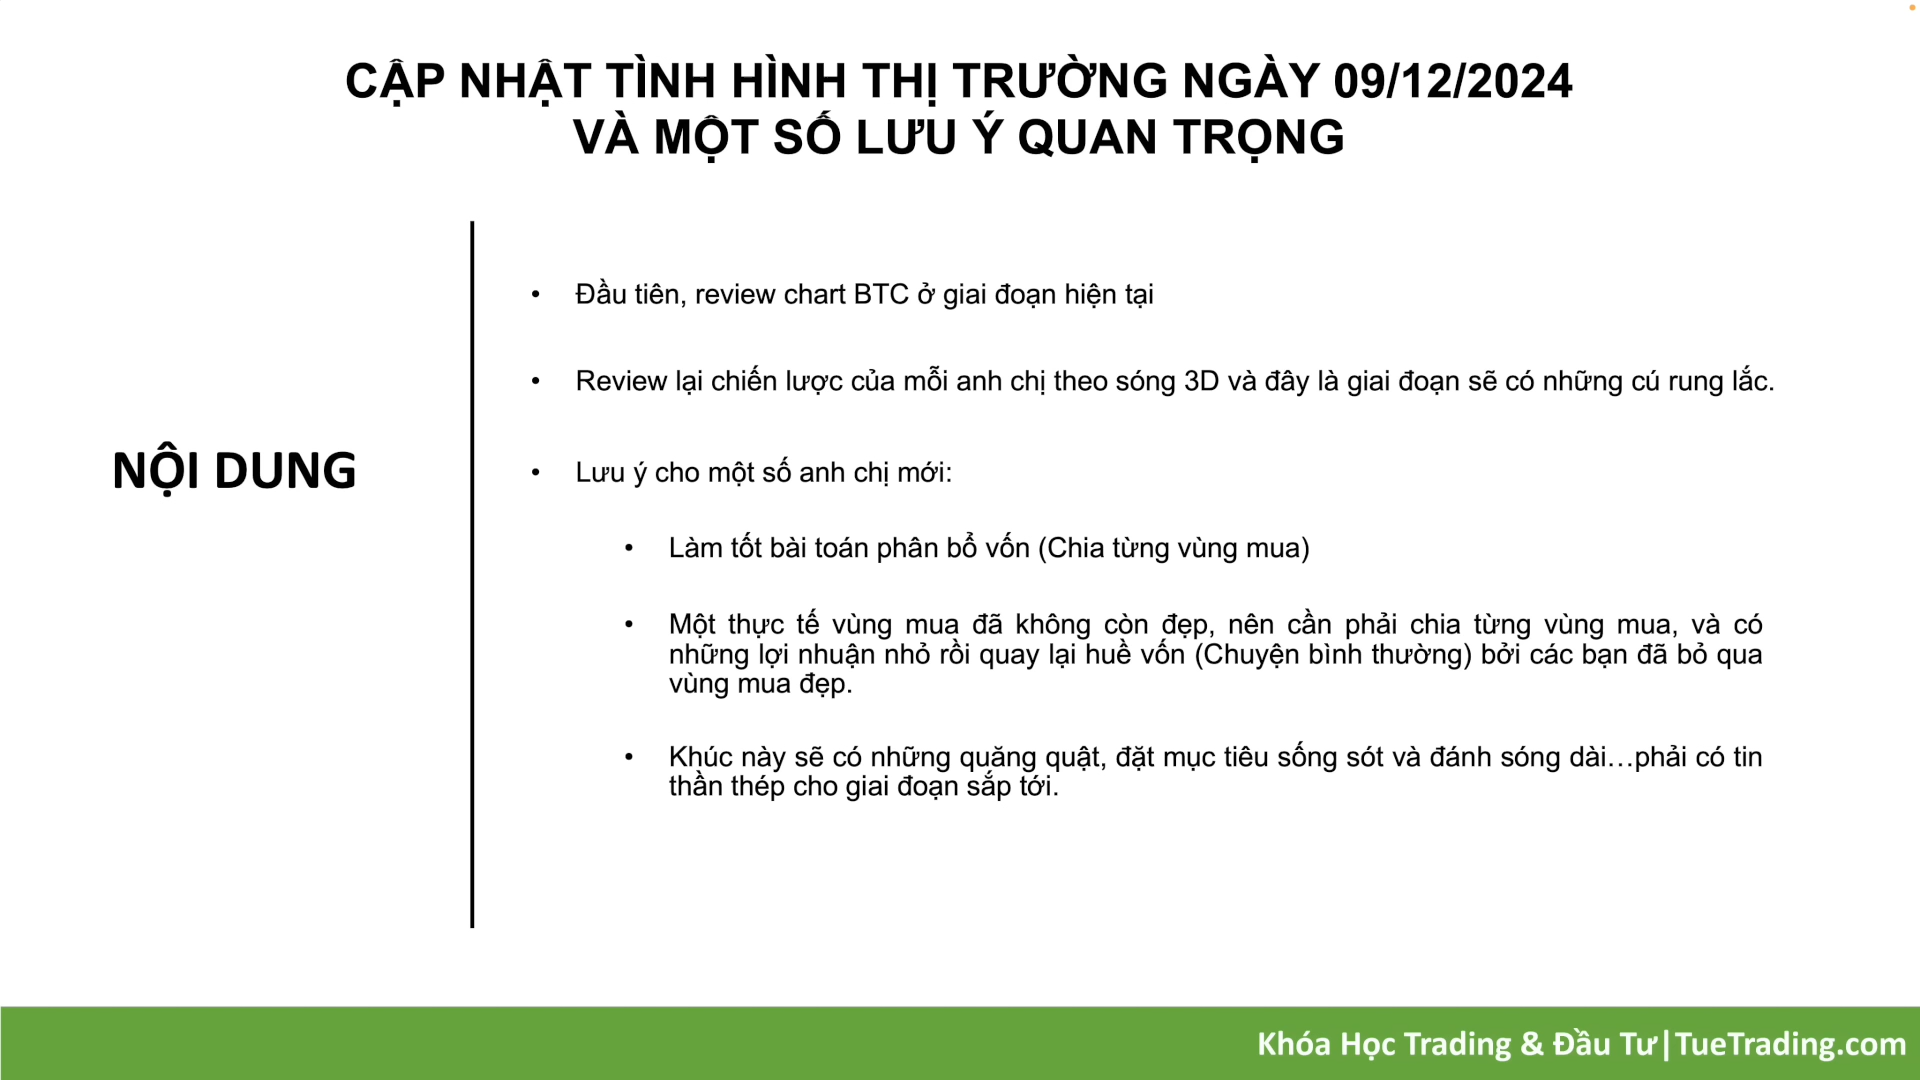 CẬP NHẬT TÌNH HÌNH THỊ TRƯỜNG NGÀY 09/12/2024
VÀ MỘT SỐ LƯU Ý QUAN TRỌNG
NỘI DUNG
• Đầu tiên, review chart BTC ở giai đoạn hiện tại
• Review lại chiến lược của mỗi anh chị theo sóng 3D và đây là giai đoạn sẽ có những cú rung lắc.
• Lưu ý cho một số anh chị mới:
• Làm tốt bài toán phân bổ vốn (Chia từng vùng mua)
• Một thực tế vùng mua đã không còn đẹp, nên cần phải chia từng vùng mua, và có
những lợi nhuận nhỏ rồi quay lại huề vốn (Chuyện bình thường) bởi các bạn đã bỏ qua
vùng mua đẹp.
• Khúc này sẽ có những quăng quật, đặt mục tiêu sống sót và đánh sóng dài…phải có tin
thần thép cho giai đoạn sắp tới.
Khóa Học Trading & Đầu Tư|TueTrading.com